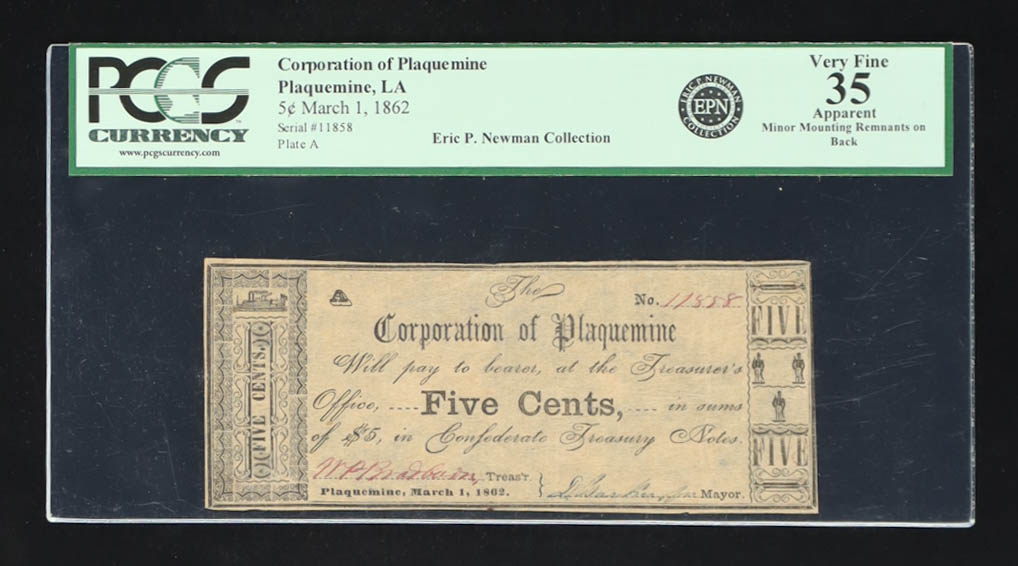 PCGS
CURRENCY
www.pcgscurrency.com
Corporation of Plaquemine
Plaquemine, LA
5¢ March 1, 1862
Serial #11858
Plate A
Eric P. Newman Collection
ERIC P. NEWMAN
EPN
COLLECTION
Very Fine
35
Apparent
Minor Mounting Remnants on
Back
A
The
No. 11858
Corporation of Plaquemine
Will pay to bearer, at the Treasurer's
Office, .... Five Cents, .... in sums
of $5, in Confederate Treasury Notes.
Treas'r.
Mayor.
Plaquemine, March 1, 1862.
FIVE CENTS.
FIVE
FIVE